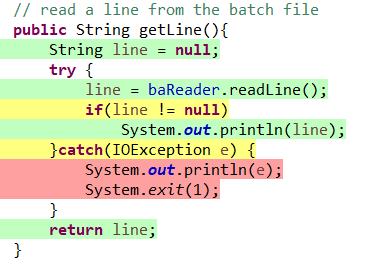 // read a line from the batch file
public String getLine(){
    String line = null;
    try {
        line = baReader.readLine();
        if(line != null)
            System.out.println(line);
    }catch(IOException e) {
        System.out.println(e);
        System.exit(1);
    }
    return line;
}